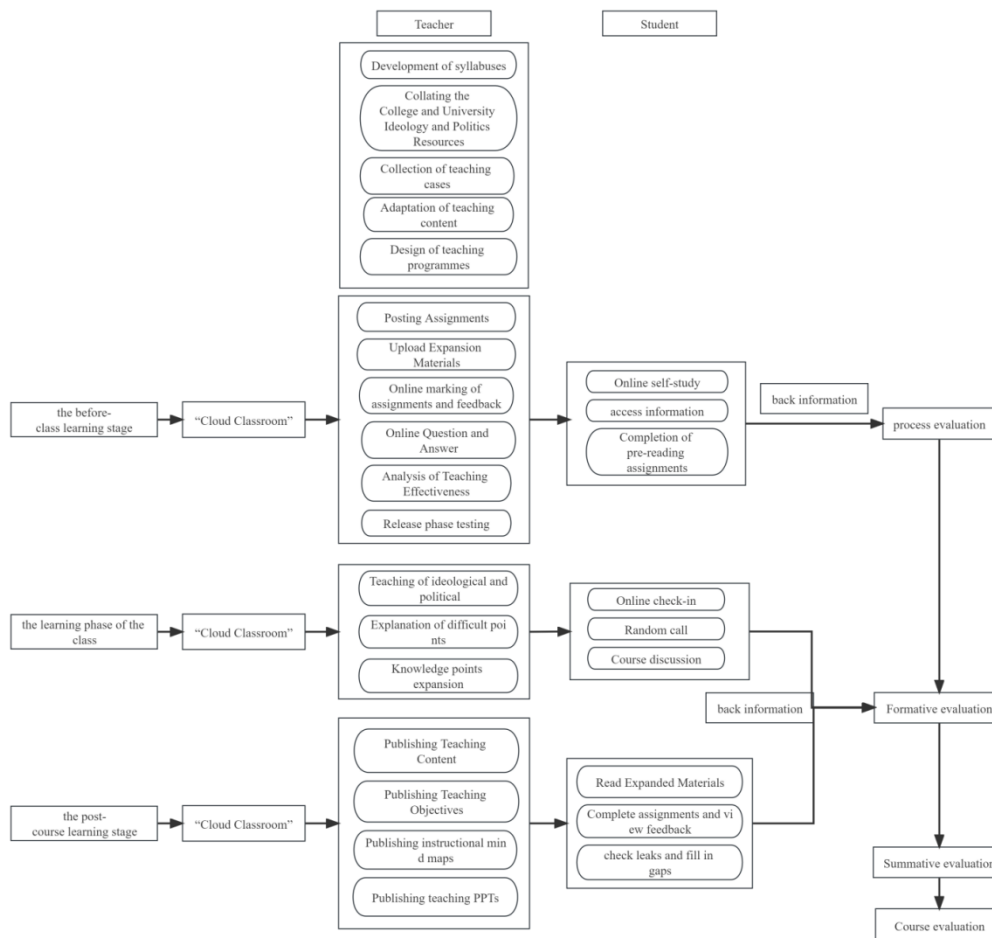 Teacher
Student
Development of syllabuses
Collating the
College and University
Ideology and Politics
Resources
Collection of teaching
cases
Adaptation of teaching
content
Design of teaching
programmes
the before-
class learning stage
“Cloud Classroom”
Posting Assignments
Upload Expansion
Materials
Online marking of
assignments and feedback
Online Question and
Answer
Analysis of Teaching
Effectiveness
Release phase testing
Online self-study
access information
Completion of
pre-reading
assignments
back information
process evaluation
the learning phase of the
class
“Cloud Classroom”
Teaching of ideological and
political
Explanation of difficult poi
nts
Knowledge points
expansion
Online check-in
Random call
Course discussion
back information
Formative evaluation
the post-
course learning stage
“Cloud Classroom”
Publishing Teaching
Content
Publishing Teaching
Objectives
Publishing instructional min
d maps
Publishing teaching PPTs
Read Expanded Materials
Complete assignments and vi
ew feedback
check leaks and fill in
gaps
Summative evaluation
Course evaluation